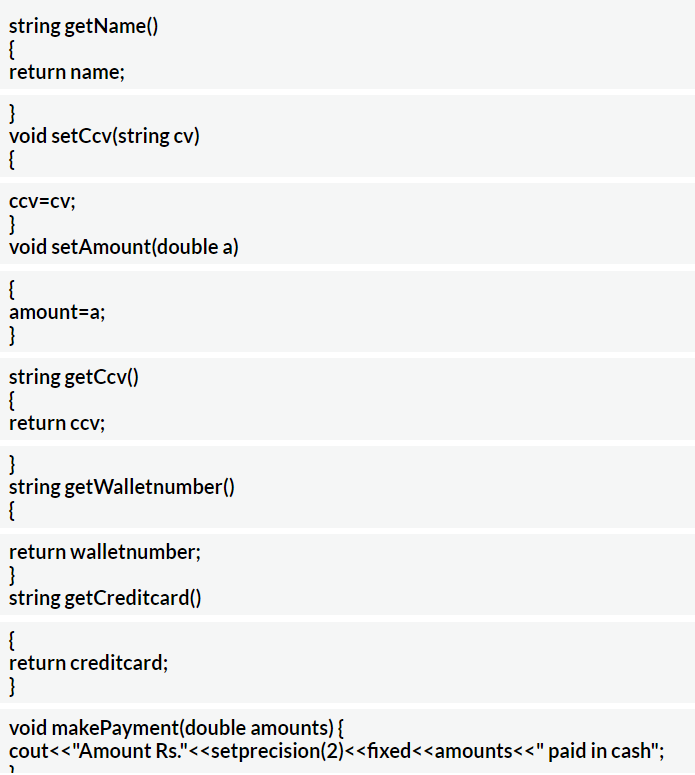 string getName()
{
return name;
}
void setCcv(string cv)
{
ccv=cv;
}
void setAmount(double a)
{
amount=a;
}
string getCcv()
{
return ccv;
}
string getWalletnumber()
{
return walletnumber;
}
string getCreditcard()
{
return creditcard;
}
void makePayment(double amounts) {
cout<<"Amount Rs."<<setprecision(2)<<fixed<<amounts<<" paid in cash";
}